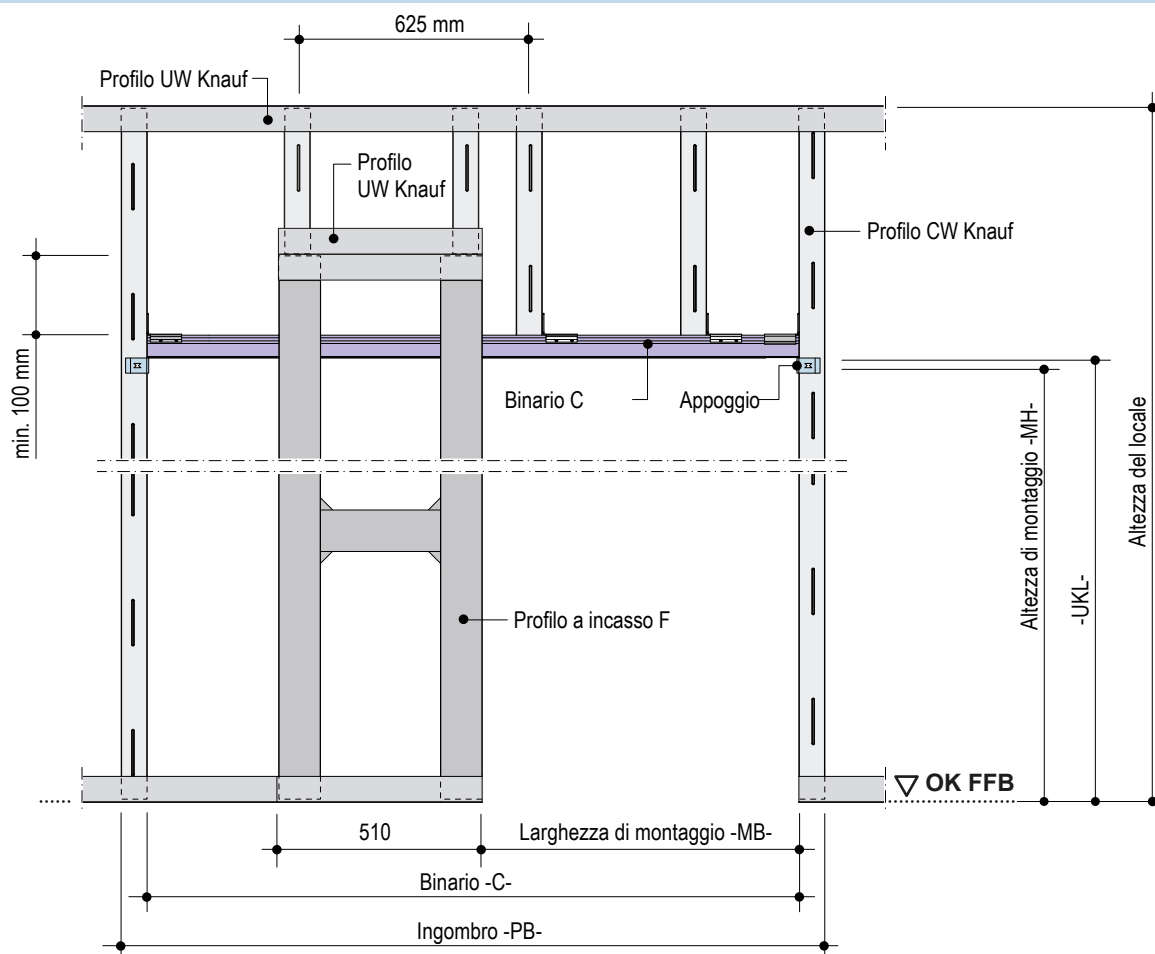 625 mm
Profilo UW Knauf
Profilo
UW Knauf
Profilo CW Knauf
min. 100 mm
Binario C
Appoggio
Altezza di montaggio -MH-
-UKL-
Altezza del locale
Profilo a incasso F
OK FFB
510
Larghezza di montaggio -MB-
Binario -C-
Ingombro -PB-